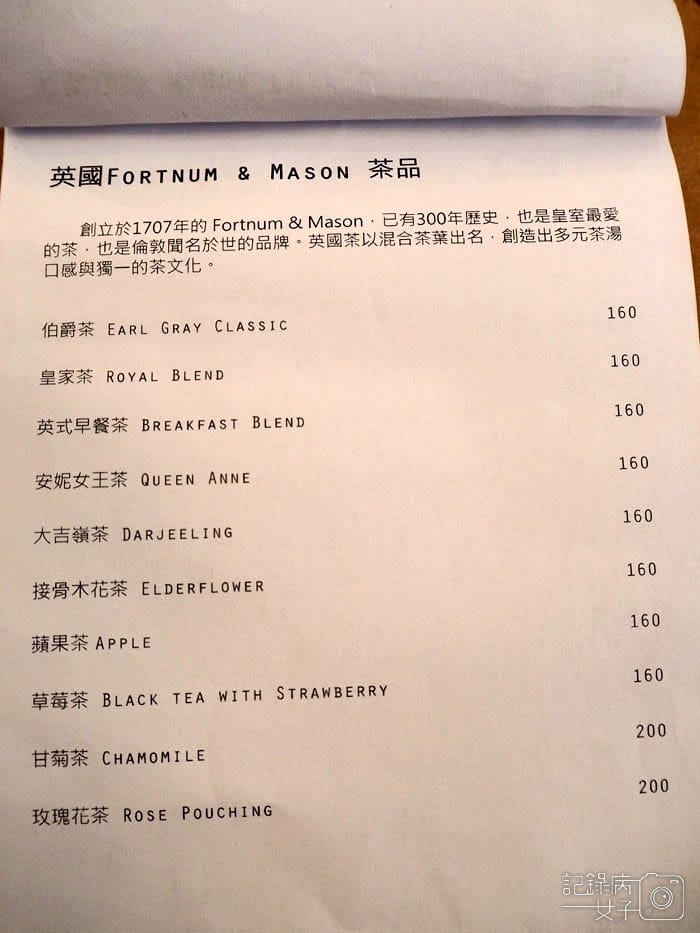 英國FORTNUM & MASON 茶品
創立於1707年的 Fortnum & Mason，已有300年歷史，也是皇室最愛
的茶，也是倫敦聞名於世的品牌。英國茶以混合茶葉出名，創造出多元茶湯
口感與獨一的茶文化。
伯爵茶 EARL GRAY CLASSIC 160
皇家茶 ROYAL BLEND 160
英式早餐茶 BREAKFAST BLEND 160
安妮女王茶 QUEEN ANNE 160
大吉嶺茶 DARJEELING 160
接骨木花茶 ELDERFLOWER 160
蘋果茶 APPLE 160
草莓茶 BLACK TEA WITH STRAWBERRY 160
甘菊茶 CHAMOMILE 200
玫瑰花茶 ROSE POUCHING 200
記錄病
女子